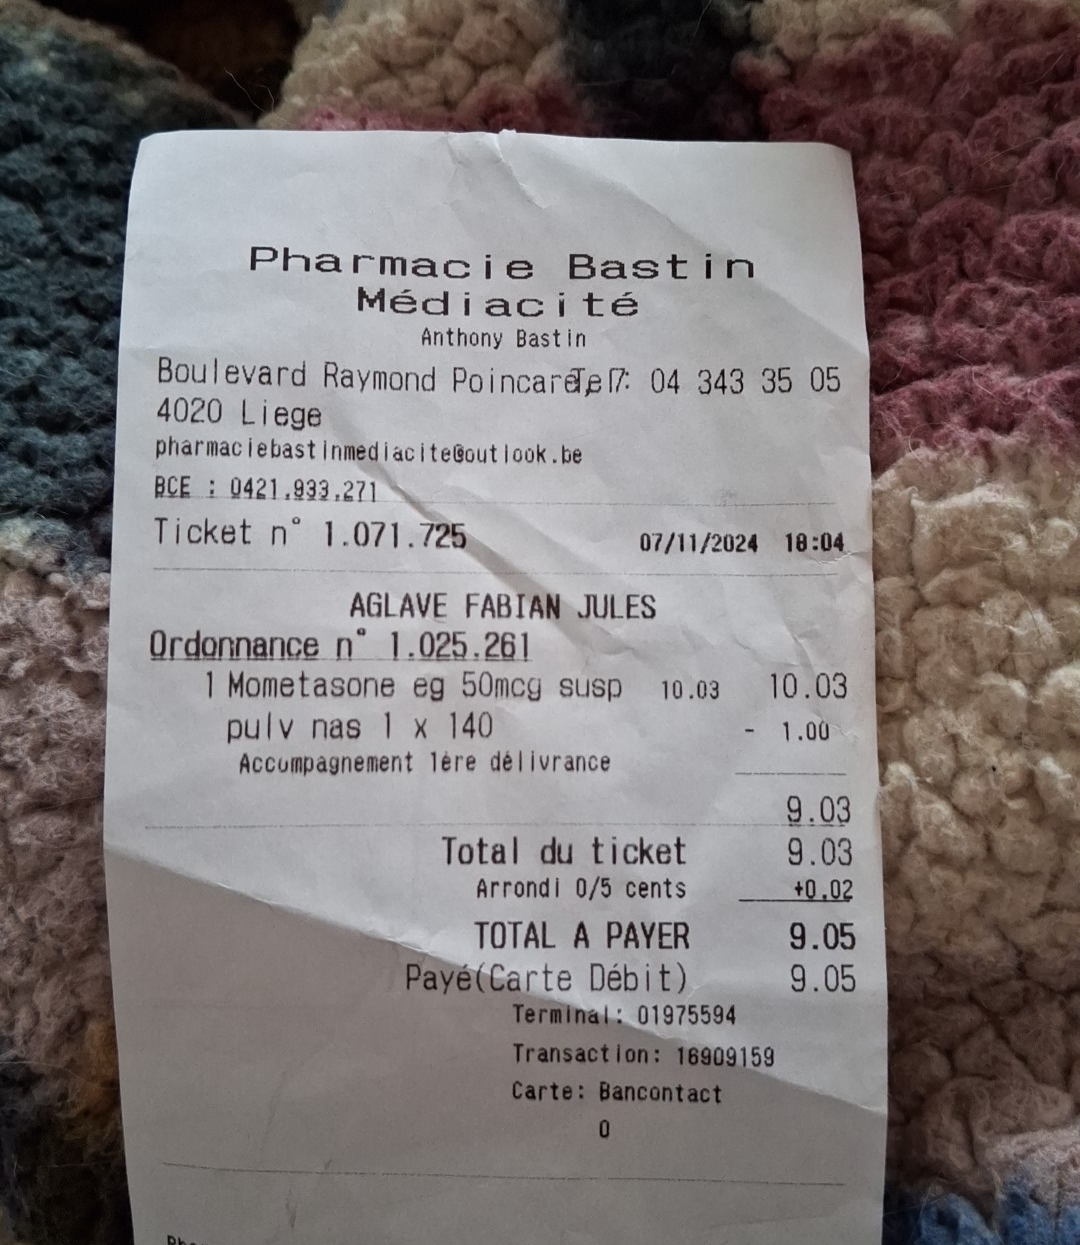 Pharmacie Bastin
Médiacité
Anthony Bastin
Boulevard Raymond Poincaré, 7 Tel: 04 343 35 05
4020 Liege
pharmaciebastinmediacite@outlook.be
BCE : 0421.933.271
Ticket n° 1.071.725 07/11/2024 18:04
AGLAVE FABIAN JULES
Ordonnance n° 1.025.261
1 Mometasone eg 50mcg susp 10.03 10.03
pulv nas 1 x 140 - 1.00
Accompagnement 1ère délivrance
9.03
Total du ticket 9.03
Arrondi 0/5 cents +0.02
TOTAL A PAYER 9.05
Payé(Carte Débit) 9.05
Terminal: 01975594
Transaction: 16909159
Carte: Bancontact
0